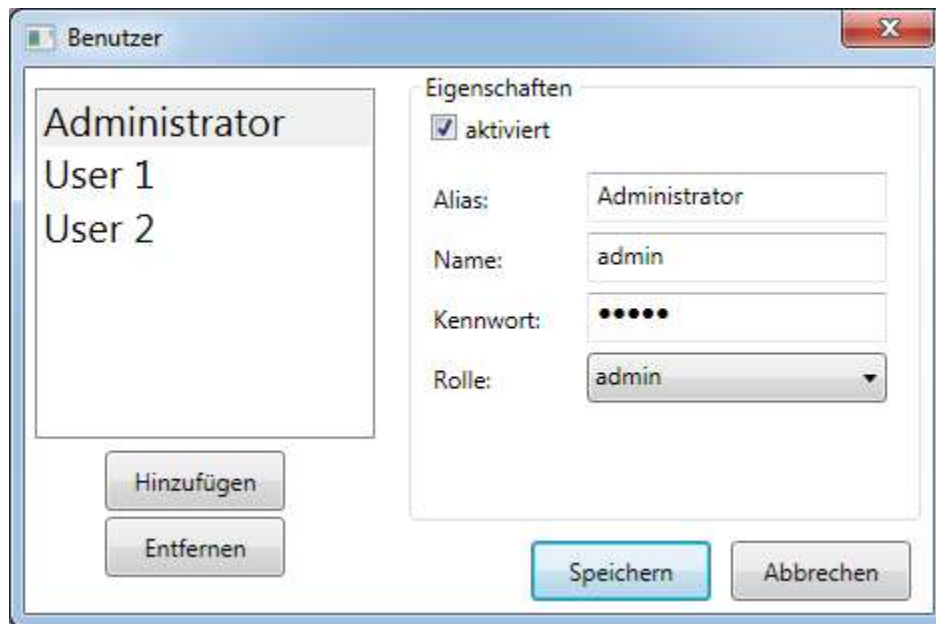 Benutzer
Administrator
User 1
User 2
Hinzufügen
Entfernen
Eigenschaften
aktiviert
Alias: Administrator
Name: admin
Kennwort: •••••
Rolle: admin
Speichern Abbrechen